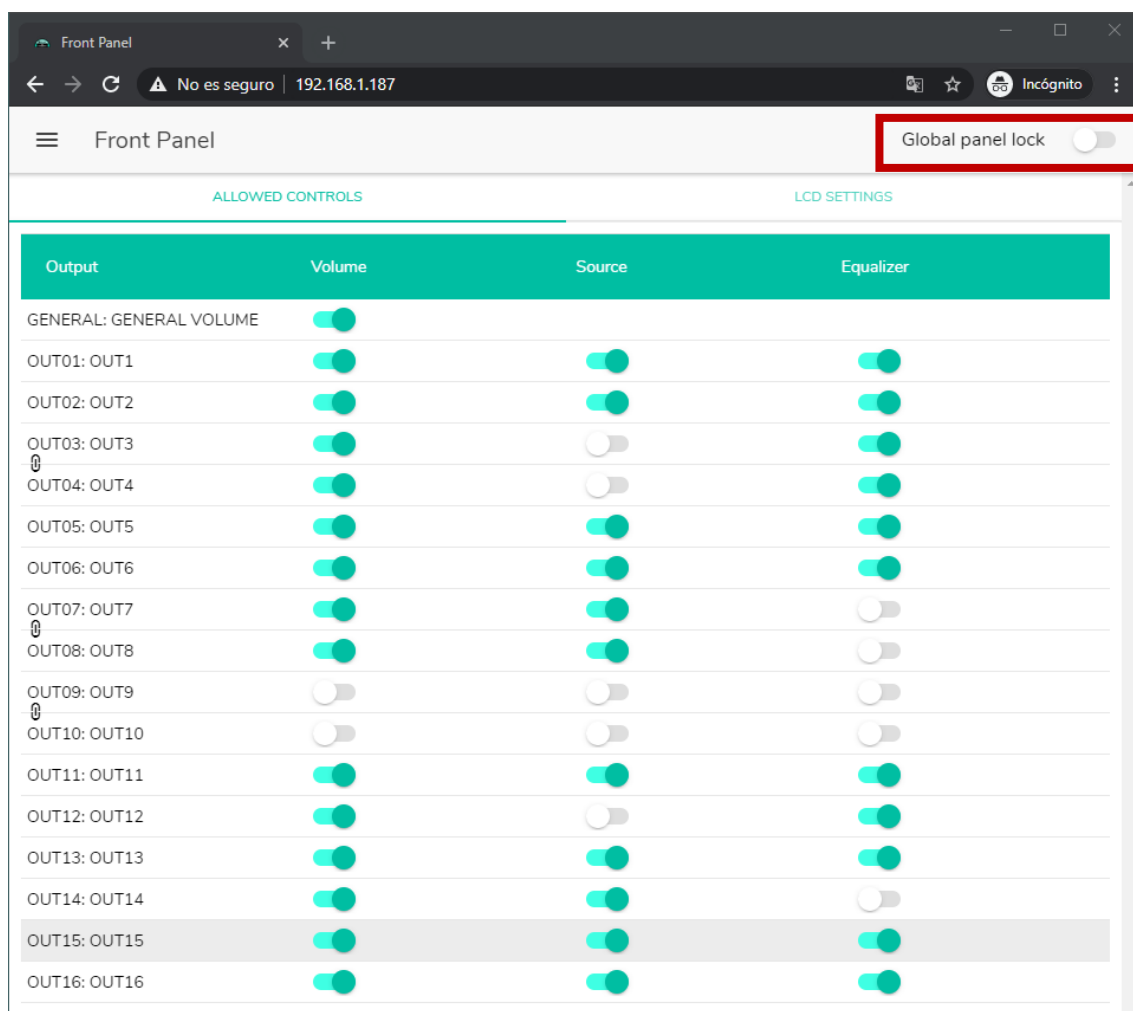 Front Panel
No es seguro 192.168.1.187 Incógnito
Front Panel Global panel lock
ALLOWED CONTROLS LCD SETTINGS
Output Volume Source Equalizer
GENERAL: GENERAL VOLUME
OUT01: OUT1
OUT02: OUT2
OUT03: OUT3
OUT04: OUT4
OUT05: OUT5
OUT06: OUT6
OUT07: OUT7
OUT08: OUT8
OUT09: OUT9
OUT10: OUT10
OUT11: OUT11
OUT12: OUT12
OUT13: OUT13
OUT14: OUT14
OUT15: OUT15
OUT16: OUT16